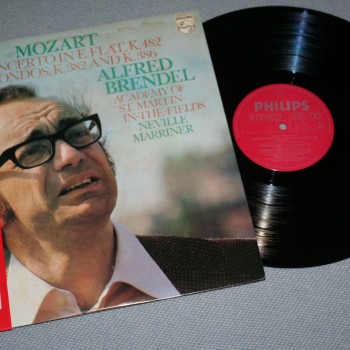 MOZART
CONCERTO IN E FLAT, K.482
RONDOS, K.382 AND K.386
ALFRED
BRENDEL
ACADEMY OF
ST. MARTIN-
IN-THE-FIELDS
NEVILLE
MARRINER
PHILIPS
STEREO